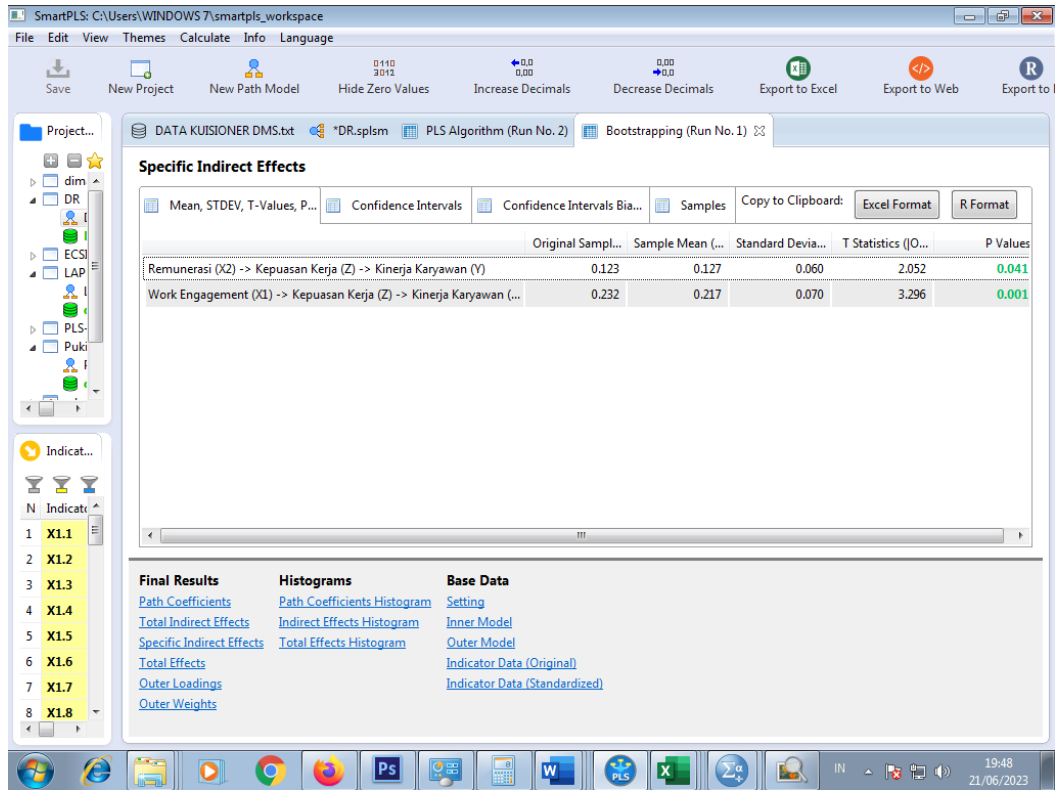 SmartPLS: C:\Users\WINDOWS 7\smartpls_workspace
File Edit View Themes Calculate Info Language
Save New Project New Path Model Hide Zero Values Increase Decimals Decrease Decimals Export to Excel Export to Web Export to
Project... DATA KUISIONER DMS.txt *DR.splsm PLS Algorithm (Run No. 2) Bootstrapping (Run No. 1)
dim
DR
ECSI
LAP
PLS-
Puki
Specific Indirect Effects
Mean, STDEV, T-Values, P... Confidence Intervals Confidence Intervals Bia... Samples Copy to Clipboard: Excel Format R Format
Original Sampl... Sample Mean (... Standard Devia... T Statistics (|O... P Values
Remunerasi (X2) -> Kepuasan Kerja (Z) -> Kinerja Karyawan (Y) 0.123 0.127 0.060 2.052 0.041
Work Engagement (X1) -> Kepuasan Kerja (Z) -> Kinerja Karyawan (... 0.232 0.217 0.070 3.296 0.001
Indicat...
N Indicatc
1 X1.1
2 X1.2
3 X1.3
4 X1.4
5 X1.5
6 X1.6
7 X1.7
8 X1.8
Final Results Histograms Base Data
Path Coefficients Path Coefficients Histogram Setting
Total Indirect Effects Indirect Effects Histogram Inner Model
Specific Indirect Effects Total Effects Histogram Outer Model
Total Effects Indicator Data (Original)
Outer Loadings Indicator Data (Standardized)
Outer Weights
IN 19:48
21/06/2023